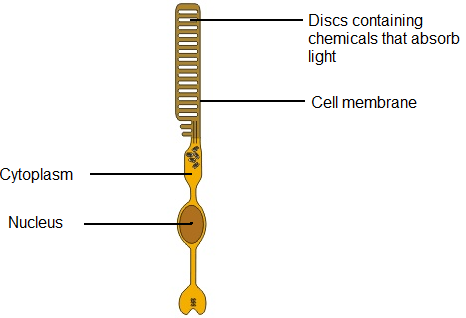 Discs containing
chemicals that absorb
light
Cell membrane
Cytoplasm
Nucleus